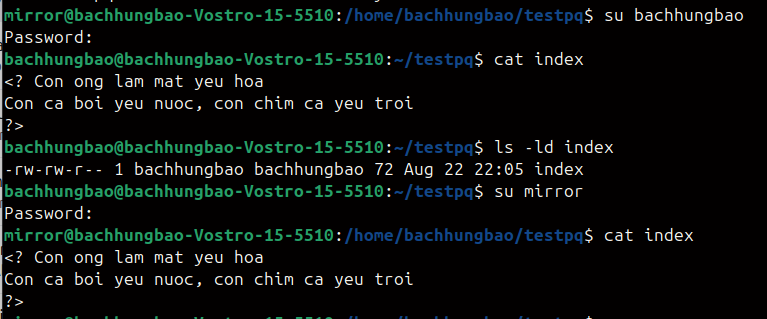 mirror@bachhungbao-Vostro-15-5510:/home/bachhungbao/testpq$ su bachhungbao
Password:
bachhungbao@bachhungbao-Vostro-15-5510:~/testpq$ cat index
<? Con ong lam mat yeu hoa
Con ca boi yeu nuoc, con chim ca yeu troi
?>
bachhungbao@bachhungbao-Vostro-15-5510:~/testpq$ ls -ld index
-rw-rw-r-- 1 bachhungbao bachhungbao 72 Aug 22 22:05 index
bachhungbao@bachhungbao-Vostro-15-5510:~/testpq$ su mirror
Password:
mirror@bachhungbao-Vostro-15-5510:/home/bachhungbao/testpq$ cat index
<? Con ong lam mat yeu hoa
Con ca boi yeu nuoc, con chim ca yeu troi
?>